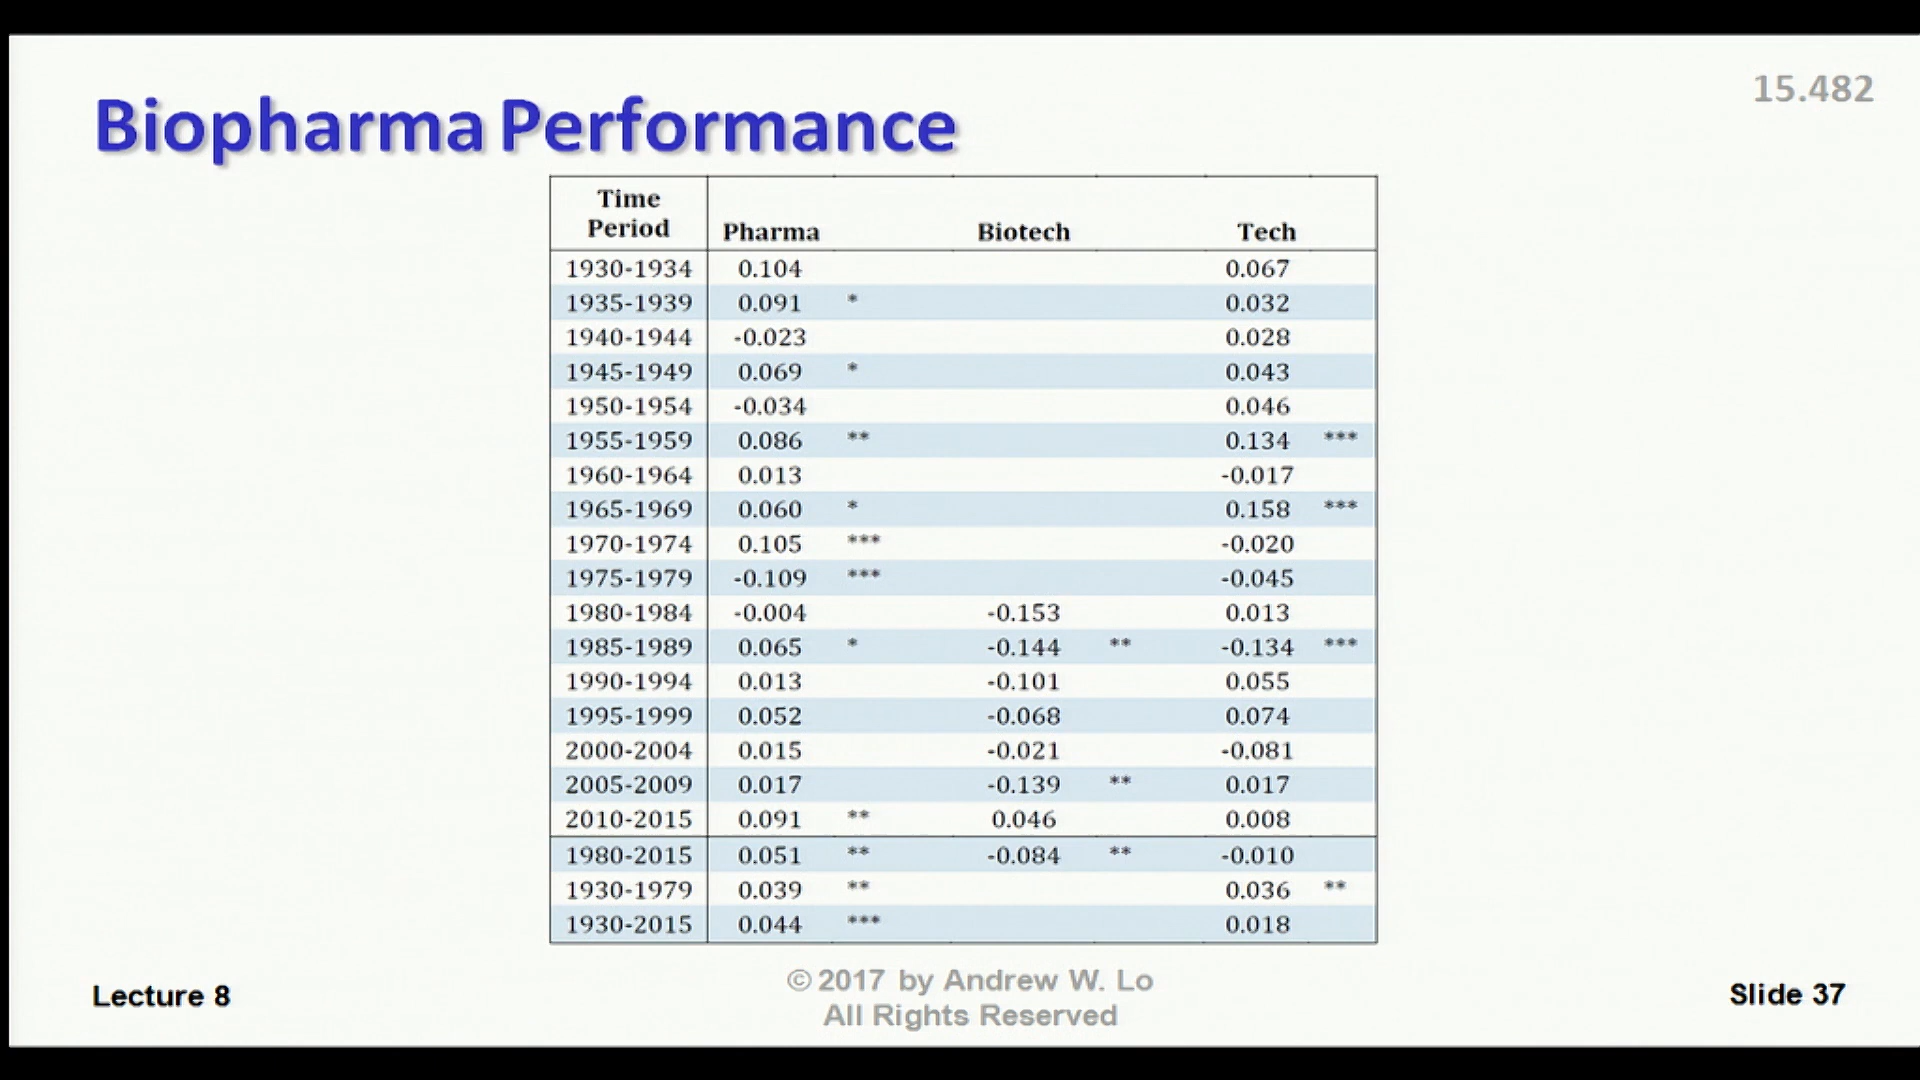 15.482
Biopharma Performance
Time
Period Pharma Biotech Tech
1930-1934 0.104 0.067
1935-1939 0.091 * 0.032
1940-1944 -0.023 0.028
1945-1949 0.069 * 0.043
1950-1954 -0.034 0.046
1955-1959 0.086 ** 0.134 ***
1960-1964 0.013 -0.017
1965-1969 0.060 * 0.158 ***
1970-1974 0.105 *** -0.020
1975-1979 -0.109 *** -0.045
1980-1984 -0.004 -0.153 0.013
1985-1989 0.065 * -0.144 ** -0.134 ***
1990-1994 0.013 -0.101 0.055
1995-1999 0.052 -0.068 0.074
2000-2004 0.015 -0.021 -0.081
2005-2009 0.017 -0.139 ** 0.017
2010-2015 0.091 ** 0.046 0.008
1980-2015 0.051 ** -0.084 ** -0.010
1930-1979 0.039 ** 0.036 **
1930-2015 0.044 *** 0.018
Lecture 8
© 2017 by Andrew W. Lo
All Rights Reserved
Slide 37